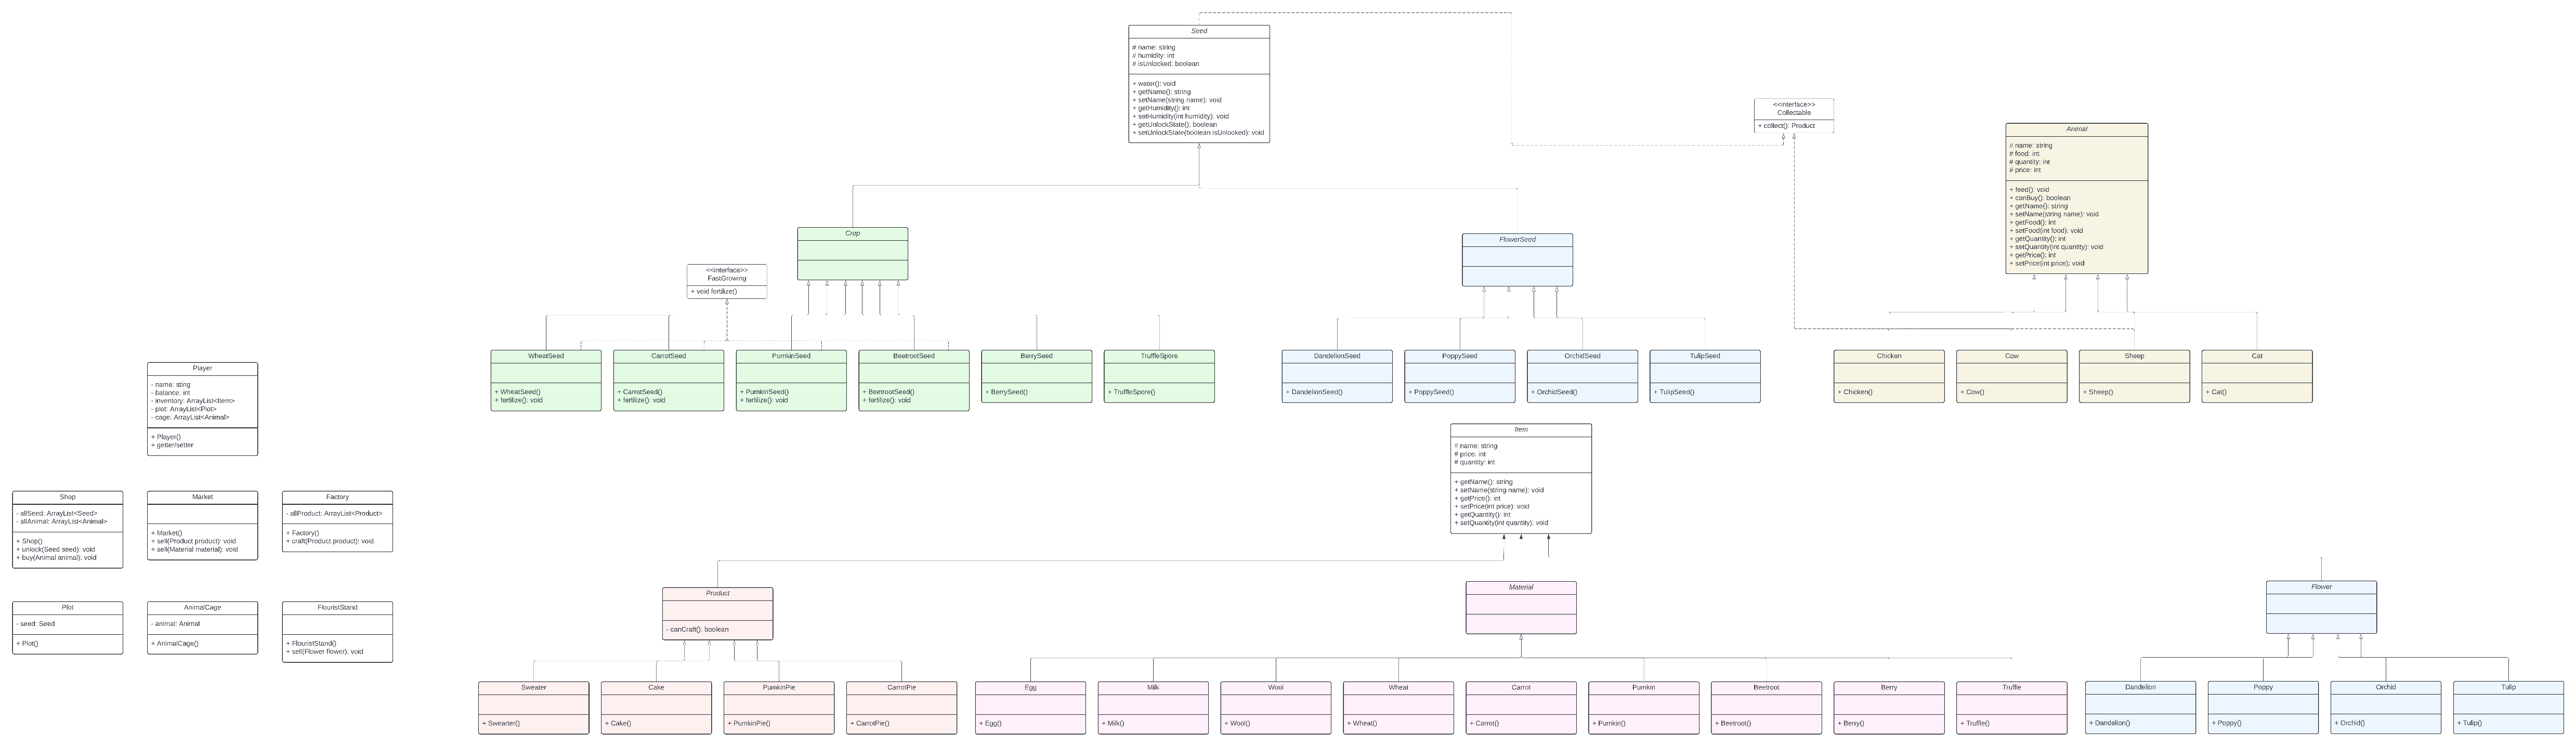 Seed
# name: string
# humidity: int
# isUnlocked: boolean
+ water(): void
+ getName(): string
+ setName(string name): void
+ getHumidity(): int
+ setHumidity(int humidity): void
+ getUnlockState(): boolean
+ setUnlockState(boolean isUnlocked): void
<<interface>>
Collectable
+ collect(): Product
Animal
# name: string
# food: int
# quantity: int
# price: int
+ feed(): void
+ canBuy(): boolean
+ getName(): string
+ setName(string name): void
+ getFood(): int
+ setFood(int food): void
+ getQuantity(): int
+ setQuantity(int quantity): void
+ getPrice(): int
+ setPrice(int price): void
Crop
FlowerSeed
<<interface>>
FastGrowing
+ void fertilize()
WheatSeed
+ WheatSeed()
+ fertilize(): void
CarrotSeed
+ CarrotSeed()
+ fertilize(): void
PumkinSeed
+ PumkinSeed()
+ fertilize(): void
BeetrootSeed
+ BeetrootSeed()
+ fertilize(): void
BerrySeed
+ BerrySeed()
TruffleSpore
+ TruffleSpore()
DandelionSeed
+ DandelionSeed()
PoppySeed
+ PoppySeed()
OrchidSeed
+ OrchidSeed()
TulipSeed
+ TulipSeed()
Chicken
+ Chicken()
Cow
+ Cow()
Sheep
+ Sheep()
Cat
+ Cat()
Player
- name: sting
- balance: int
- inventory: ArrayList<Item>
- plot: ArrayList<Plot>
- cage: ArrayList<Animal>
+ Player()
+ getter/setter
Item
# name: string
# price: int
# quantity: int
+ getName(): string
+ setName(string name): void
+ getPrice(): int
+ setPrice(int price): void
+ getQuantity(): int
+ setQuantity(int quantity): void
Shop
- allSeed: ArrayList<Seed>
- allAnimal: ArrayList<Animal>
+ Shop()
+ unlock(Seed seed): void
+ buy(Animal animal): void
Market
+ Market()
+ sell(Product product): void
+ sell(Material material): void
Factory
- allProduct: ArrayList<Product>
+ Factory()
+ craft(Product product): void
Plot
- seed: Seed
+ Plot()
AnimalCage
- animal: Animal
+ AnimalCage()
FlouristStand
+ FlouristStand()
+ sell(Flower flower): void
Product
- canCraft(): boolean
Material
Flower
Sweater
+ Swearter()
Cake
+ Cake()
PumkinPie
+ PumkinPie()
CarrotPie
+ CarrotPie()
Egg
+ Egg()
Milk
+ Milk()
Wool
+ Wool()
Wheat
+ Wheat()
Carrot
+ Carrot()
Pumkin
+ Pumkin()
Beetroot
+ Beetroot()
Berry
+ Berry()
Truffle
+ Truffle()
Dandelion
+ Dandelion()
Poppy
+ Poppy()
Orchid
+ Orchid()
Tulip
+ Tulip()